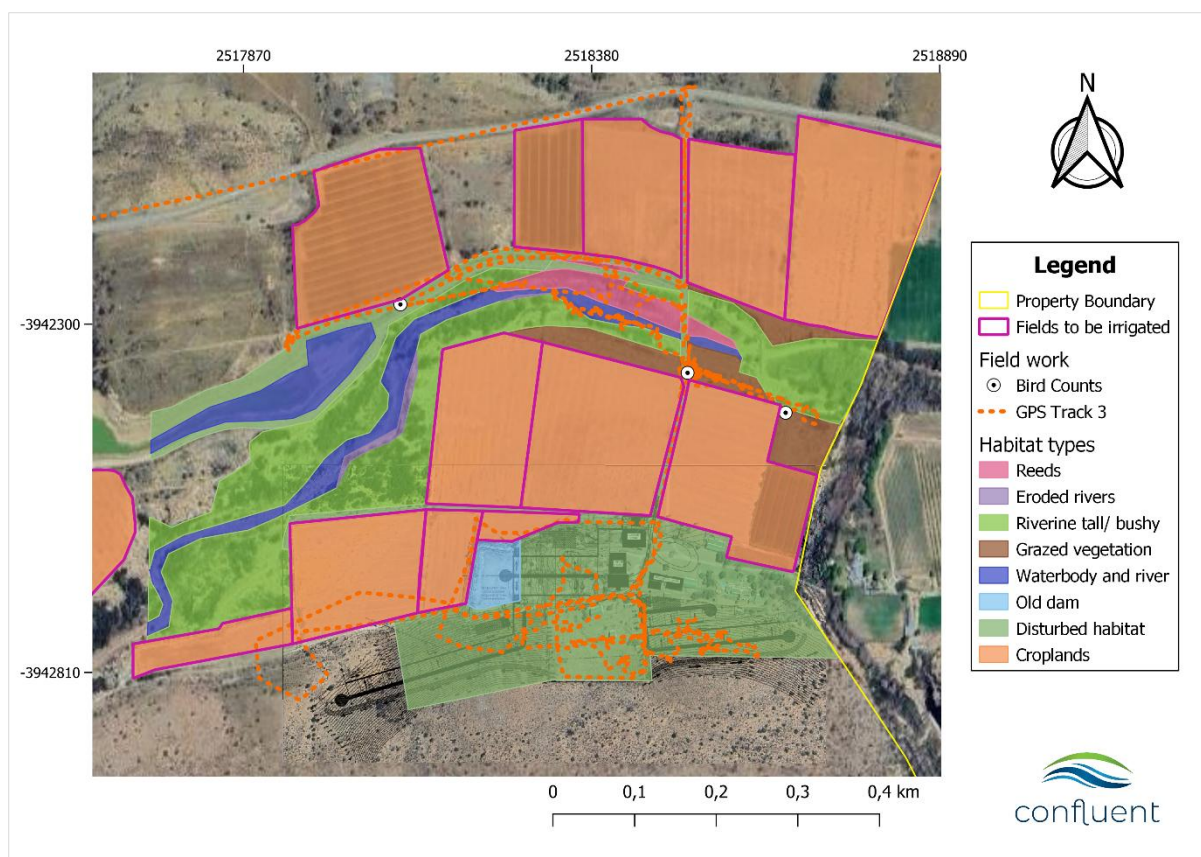 2517870
2518380
2518890
-3942300
-3942810
N
Legend
Property Boundary
Fields to be irrigated
Field work
Bird Counts
GPS Track 3
Habitat types
Reeds
Eroded rivers
Riverine tall/ bushy
Grazed vegetation
Waterbody and river
Old dam
Disturbed habitat
Croplands
0 0,1 0,2 0,3 0,4 km
confluent